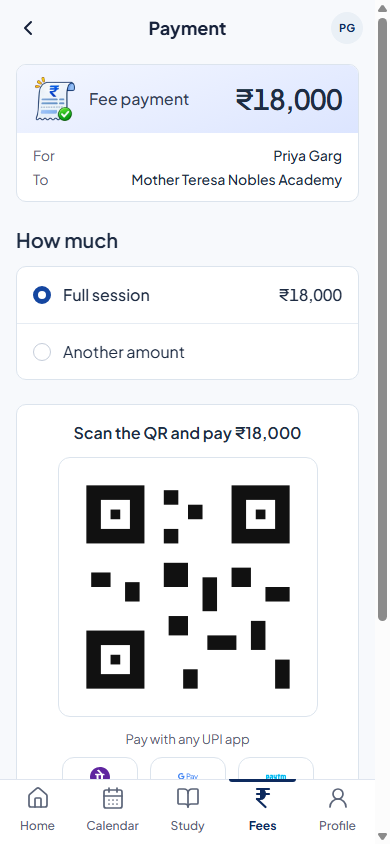 Payment
PG
Fee payment
₹18,000
For
Priya Garg
To
Mother Teresa Nobles Academy
How much
Full session
₹18,000
Another amount
Scan the QR and pay ₹18,000
Pay with any UPI app
G Pay
paytm
Home
Calendar
Study
Fees
Profile